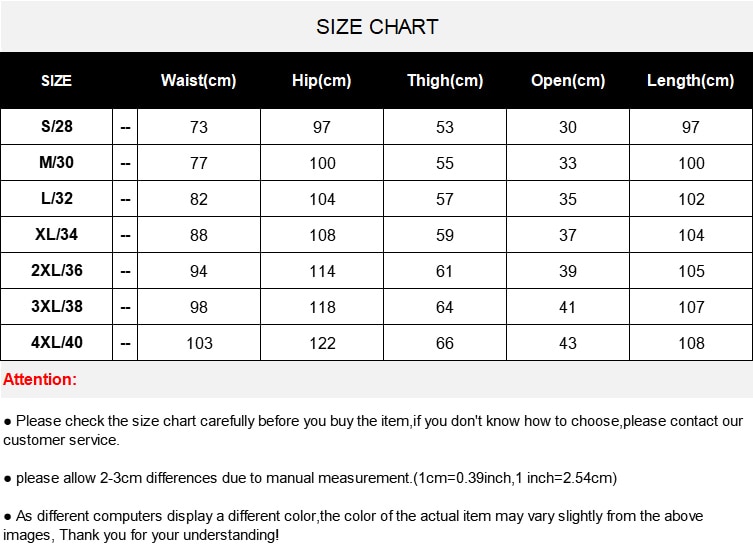 SIZE CHART
SIZE Waist(cm) Hip(cm) Thigh(cm) Open(cm) Length(cm)
S/28 -- 73 97 53 30 97
M/30 -- 77 100 55 33 100
L/32 -- 82 104 57 35 102
XL/34 -- 88 108 59 37 104
2XL/36 -- 94 114 61 39 105
3XL/38 -- 98 118 64 41 107
4XL/40 -- 103 122 66 43 108
Attention:
● Please check the size chart carefully before you buy the item,if you don't know how to choose,please contact our
customer service.
● please allow 2-3cm differences due to manual measurement.(1cm=0.39inch,1 inch=2.54cm)
● As different computers display a different color,the color of the actual item may vary slightly from the above
images, Thank you for your understanding!